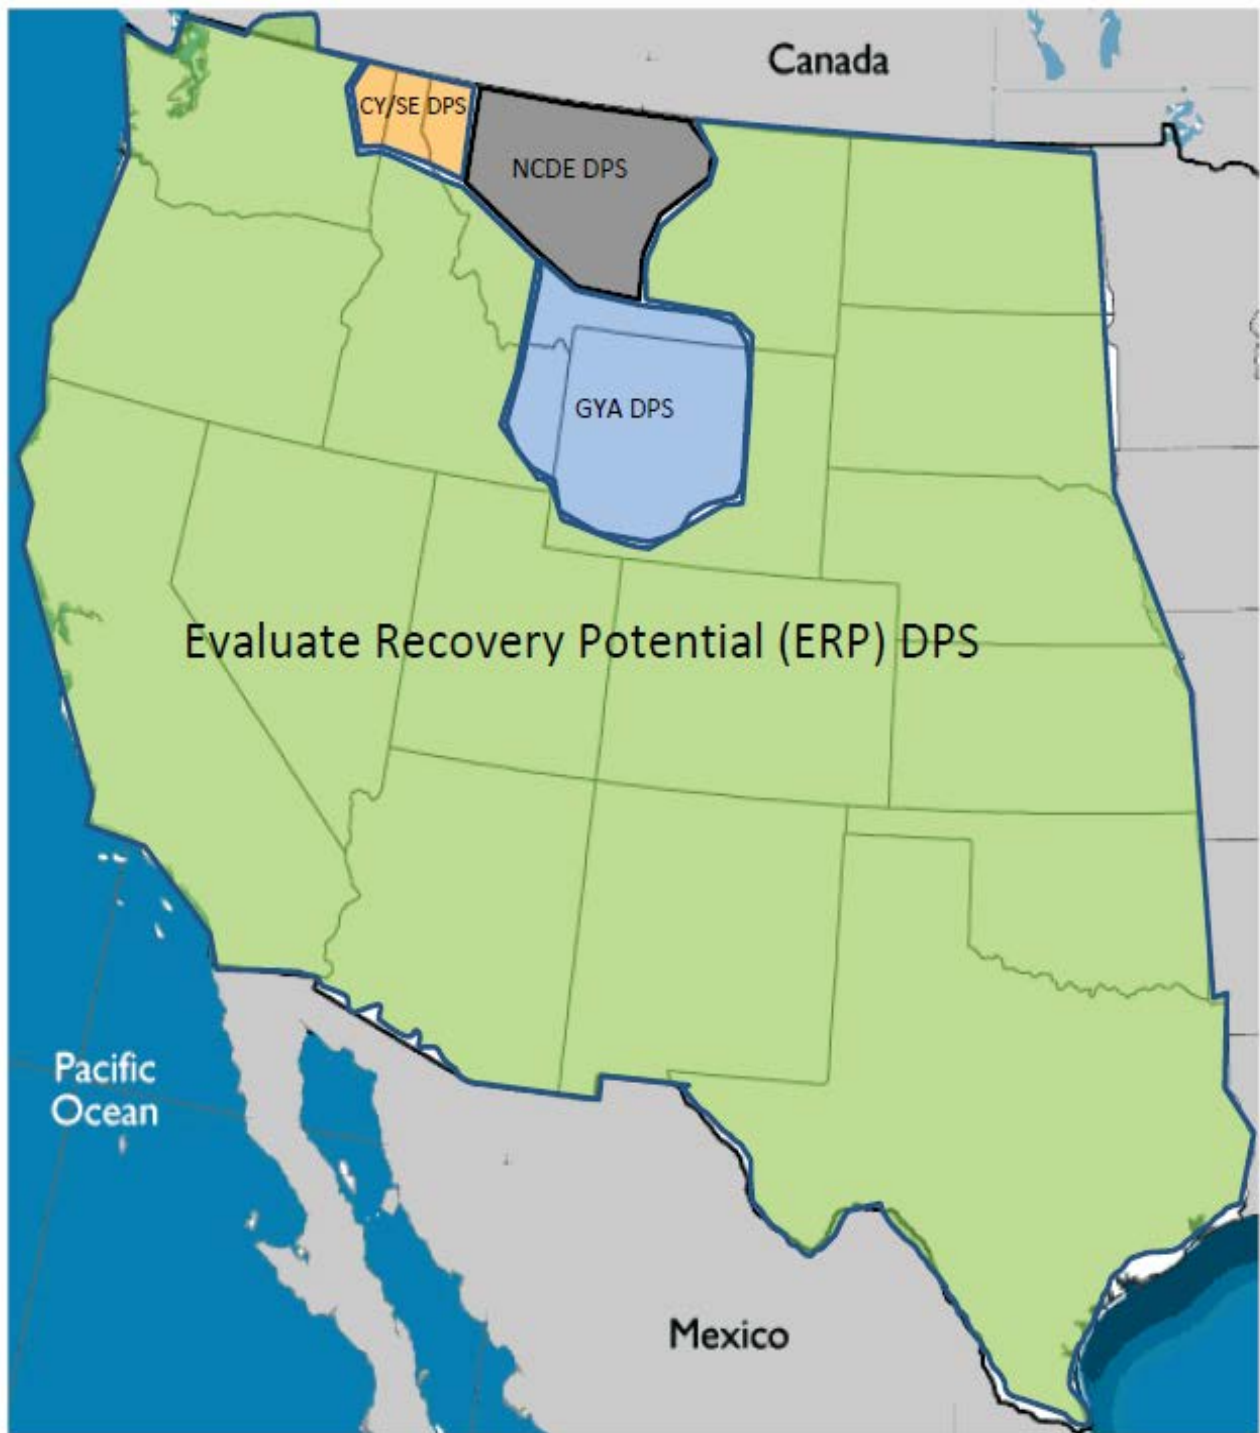 Canada
CY/SE DPS
NCDE DPS
GYA DPS
Evaluate Recovery Potential (ERP) DPS
Pacific
Ocean
Mexico